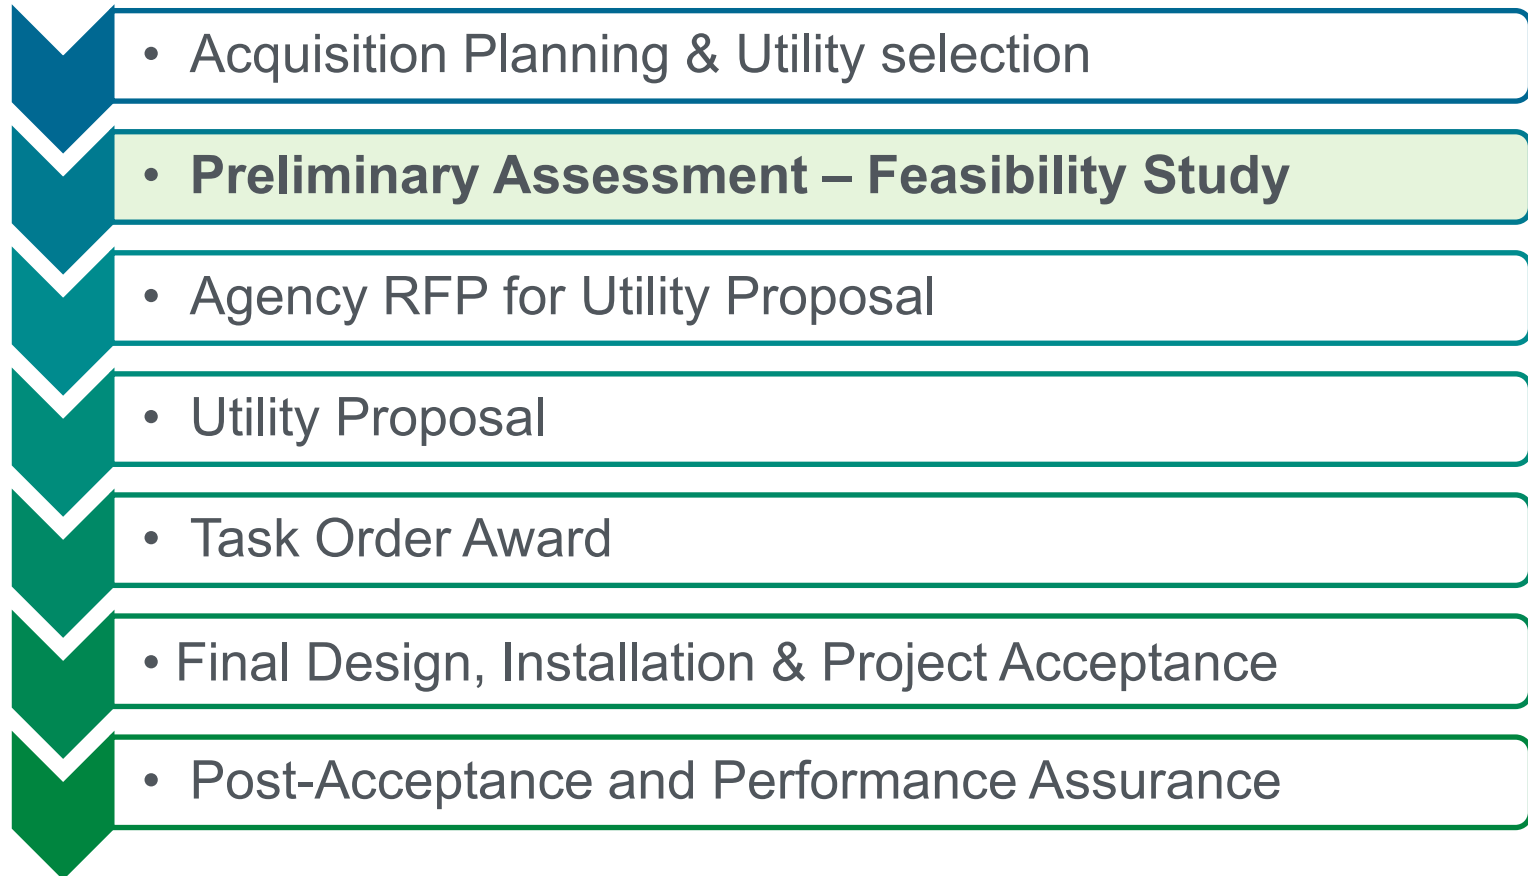 • Acquisition Planning & Utility selection
• Preliminary Assessment – Feasibility Study
• Agency RFP for Utility Proposal
• Utility Proposal
• Task Order Award
• Final Design, Installation & Project Acceptance
• Post-Acceptance and Performance Assurance